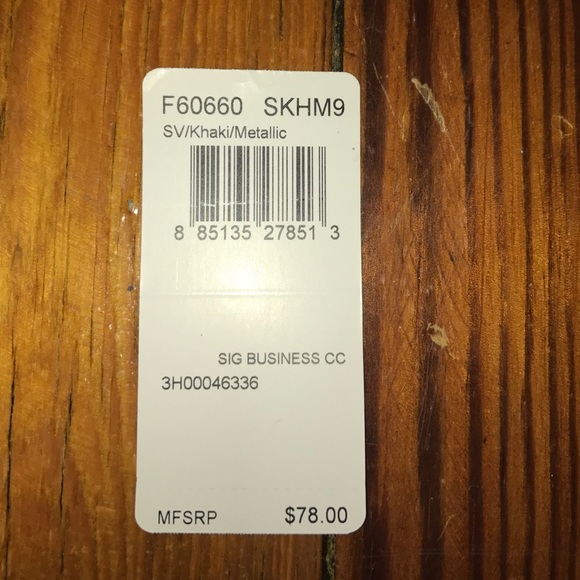 F60660 SKHM9
SV/Khaki/Metallic
8 85135 27851 3
SIG BUSINESS CC
3H00046336
MFSRP $78.00